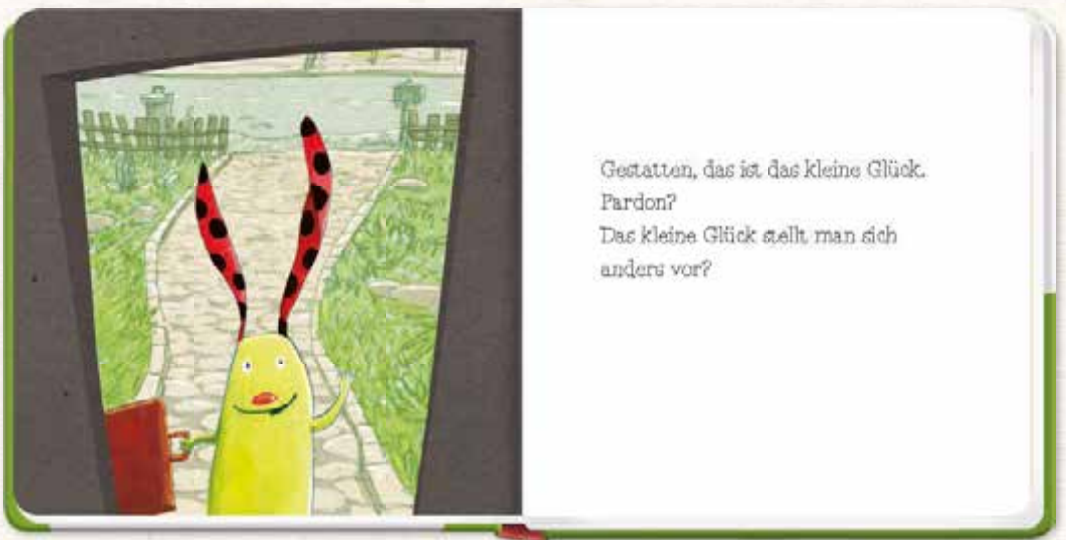 Gestatten, das ist das kleine Glück.
Pardon?
Das kleine Glück stellt man sich
anders vor?